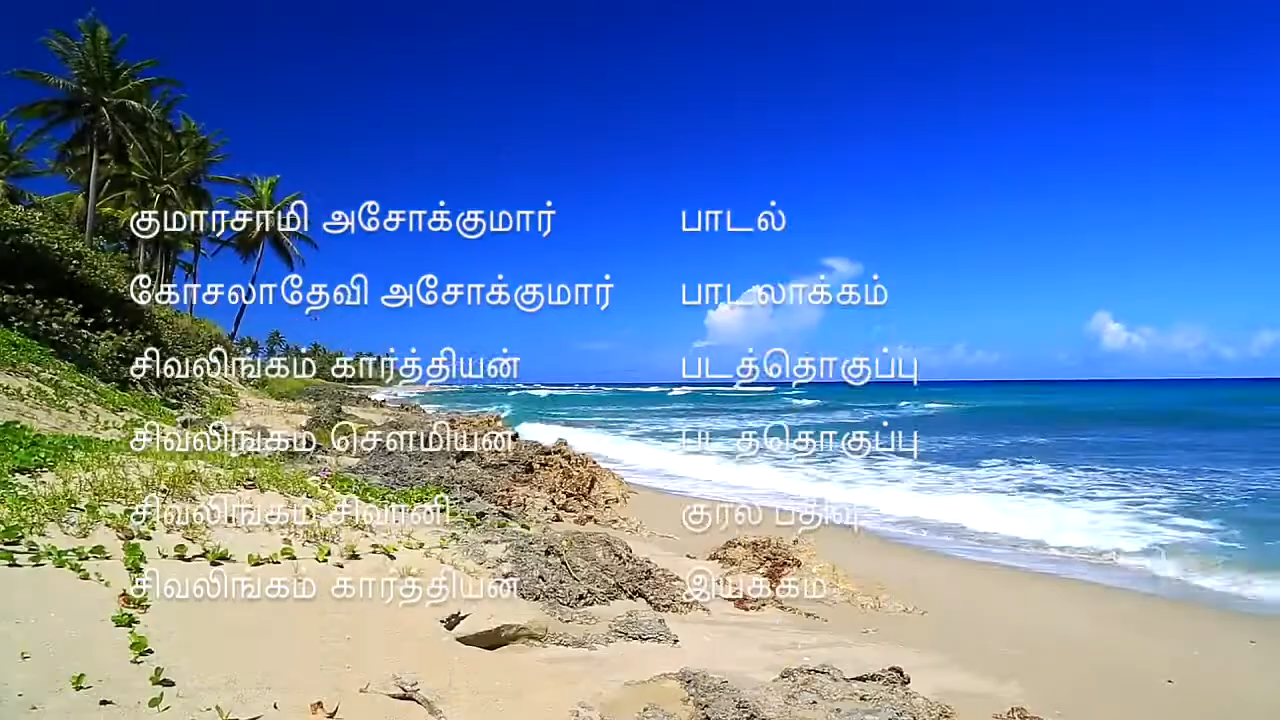 குமாரசாமி அசோக்குமார் பாடல்
கோசலாதேவி அசோக்குமார் பாடலாக்கம்
சிவலிங்கம் கார்த்தியன் படத்தொகுப்பு
சிவலிங்கம் சௌமியன் படத்தொகுப்பு
சிவலிங்கம் சிவானி குரல் பதிவு
சிவலிங்கம் கார்த்தியன் இயக்கம்